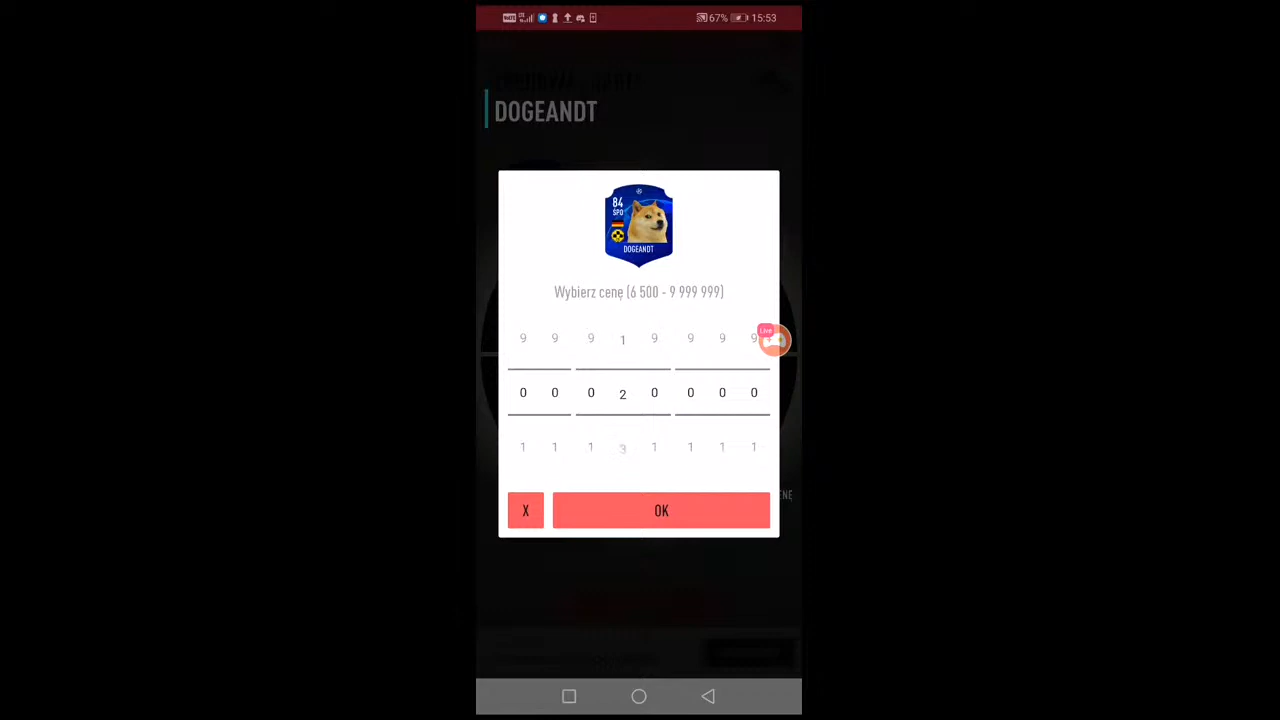 67% 15:53
DOGEANDT
84
ŚPO
DOGEANDT
Wybierz cenę (6 500 - 9 999 999)
9 9 9 1 9 9 9 9
Live
0 0 0 2 0 0 0 0
1 1 1 3 1 1 1 1
X OK